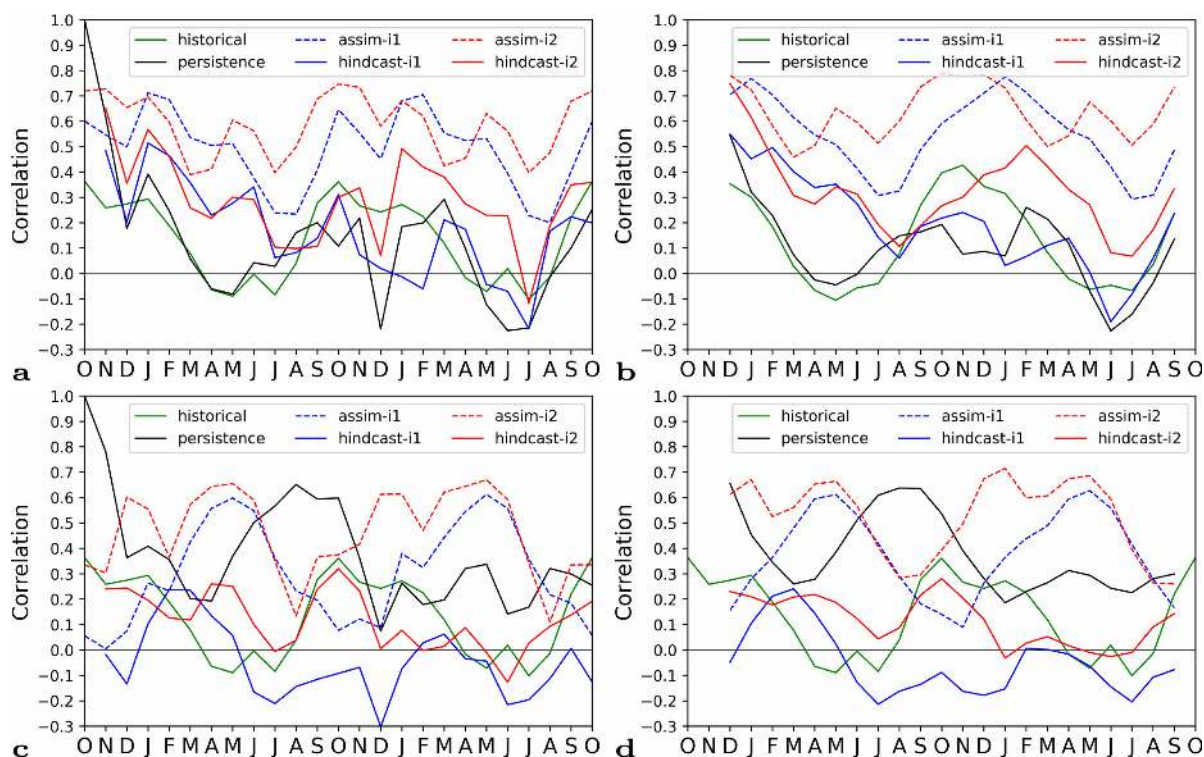 1.0
0.9
0.8
0.7
0.6
0.5
0.4
0.3
0.2
0.1
0.0
−0.1
−0.2
−0.3
Correlation
historical
persistence
assim-i1
hindcast-i1
assim-i2
hindcast-i2
O N D J F M A M J J A S O N D J F M A M J J A S O
a
1.0
0.9
0.8
0.7
0.6
0.5
0.4
0.3
0.2
0.1
0.0
−0.1
−0.2
−0.3
Correlation
historical
persistence
assim-i1
hindcast-i1
assim-i2
hindcast-i2
O N D J F M A M J J A S O N D J F M A M J J A S O
b
1.0
0.9
0.8
0.7
0.6
0.5
0.4
0.3
0.2
0.1
0.0
−0.1
−0.2
−0.3
Correlation
historical
persistence
assim-i1
hindcast-i1
assim-i2
hindcast-i2
O N D J F M A M J J A S O N D J F M A M J J A S O
c
1.0
0.9
0.8
0.7
0.6
0.5
0.4
0.3
0.2
0.1
0.0
−0.1
−0.2
−0.3
Correlation
historical
persistence
assim-i1
hindcast-i1
assim-i2
hindcast-i2
O N D J F M A M J J A S O N D J F M A M J J A S O
d